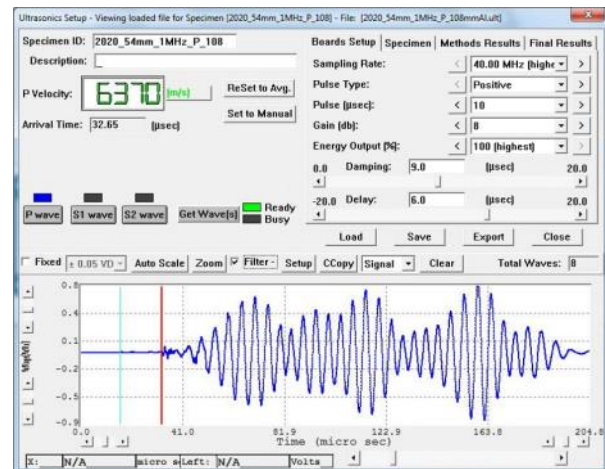 Ultrasonics Setup - Viewing loaded file for Specimen [2020_54mm_1MHz_P_108] - File: [2020_54mm_1MHz_P_108mmAl.ult]
Specimen ID: 2020_54mm_1MHz_P_108
Description:
P Velocity: 6370 (m/s) ReSet to Avg.
Set to Manual
Arrival Time: 32.65 (µsec)
P wave S1 wave S2 wave Get Wave(s) Ready
Busy
Boards Setup Specimen Methods Results Final Results
Sampling Rate: < 40.00 MHz (highe >
Pulse Type: < Positive >
Pulse (µsec): < 10 >
Gain (db): < 8 >
Energy Output (%): < 100 (highest) >
0.0 Damping: 9.0 (µsec) 20.0
-20.0 Delay: 6.0 (µsec) 20.0
Load Save Export Close
Fixed ± 0.05 VD Auto Scale Zoom Filter - Setup CCopy Signal Clear Total Waves: 8
0.8
0.4
0.1
-0.2
-0.5
-0.9
0.0 41.0 81.9 122.9 163.8 204.8
Time (micro sec)
X: N/A micro s Left: N/A Volts